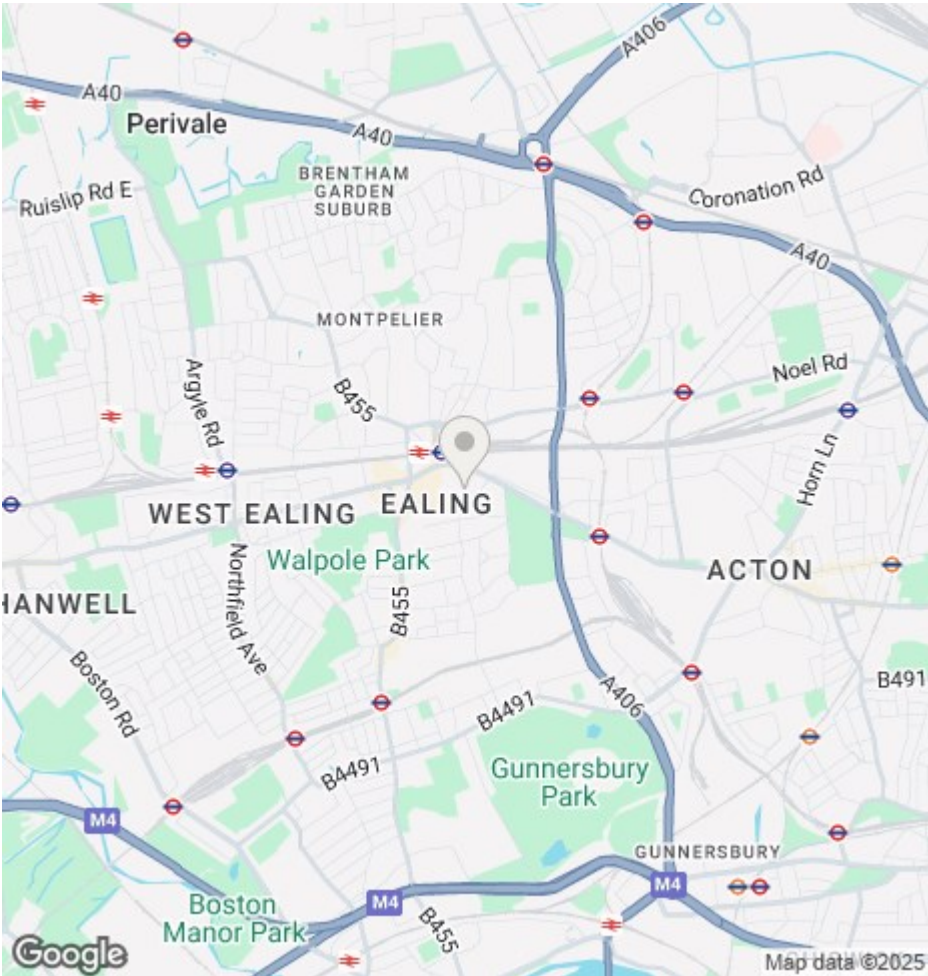 A406
A40
Perivale
A40
BRENTHAM
GARDEN
SUBURB
Ruislip Rd E
Coronation Rd
A40
MONTPELIER
Argyle Rd
B455
Noel Rd
Horn Ln
WEST EALING
EALING
Walpole Park
ACTON
HANWELL
Northfield Ave
B455
Boston Rd
B491
A406
B4491
B4491
Gunnersbury
Park
M4
GUNNERSBURY
M4
M4
Boston
Manor Park
B455
Google
Map data ©2025